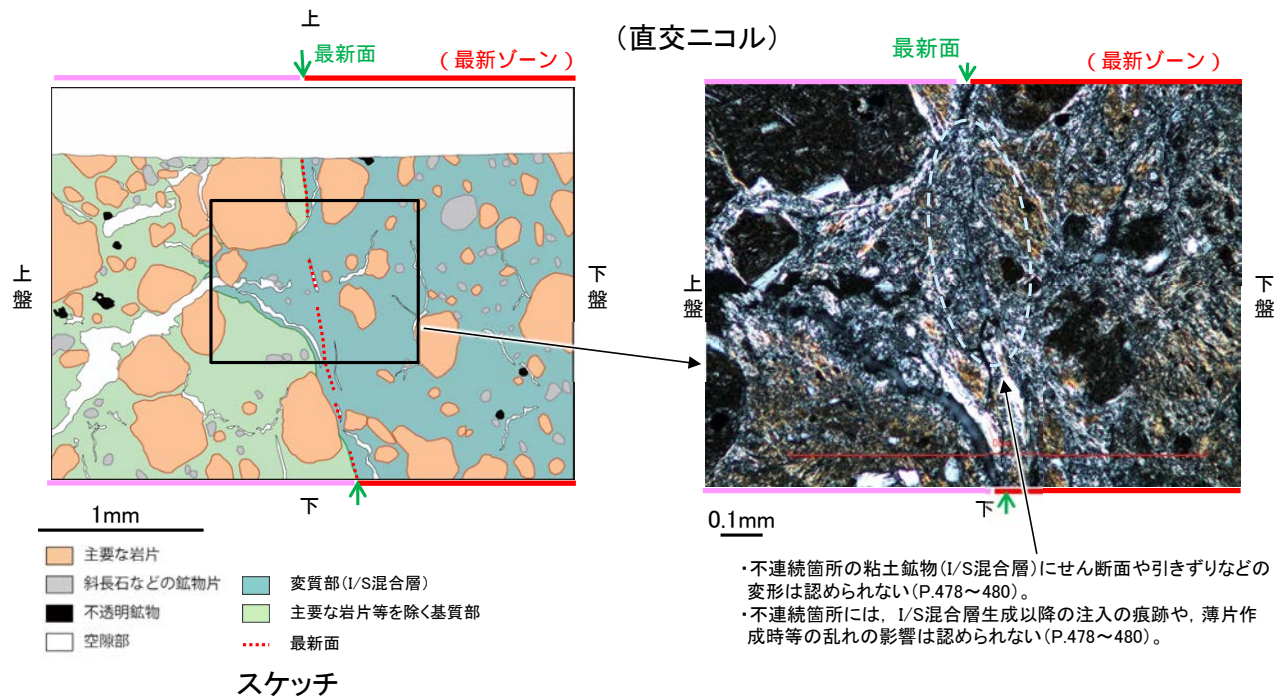 上
最新面
(最新ゾーン)
(直交ニコル)
最新面
(最新ゾーン)
上盤
下盤
上盤
下盤
下
下
1mm
0.1mm
主要な岩片
斜長石などの鉱物片
不透明鉱物
空隙部
変質部(I/S混合層)
主要な岩片等を除く基質部
最新面
スケッチ
・不連続箇所の粘土鉱物(I/S混合層)にせん断面や引きずりなどの
変形は認められない(P.478～480)。
・不連続箇所には, I/S混合層生成以降の注入の痕跡や, 薄片作
成時等の乱れの影響は認められない(P.478～480)。